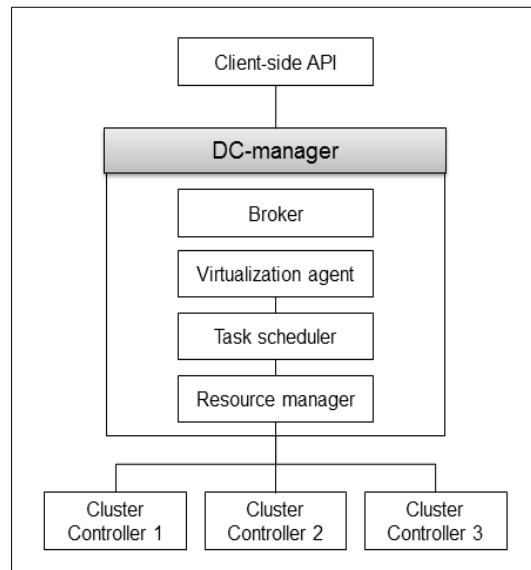 Client-side API
DC-manager
Broker
Virtualization agent
Task scheduler
Resource manager
Cluster
Controller 1
Cluster
Controller 2
Cluster
Controller 3